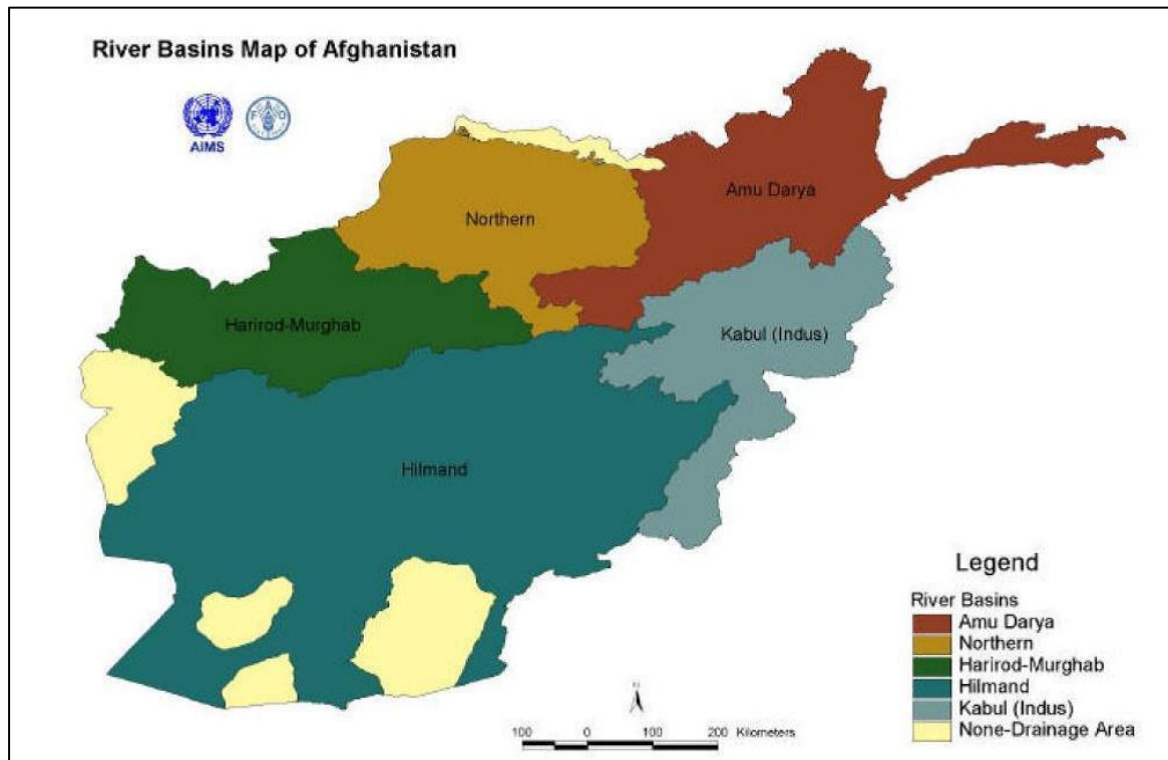 River Basins Map of Afghanistan
AIMS
F A O
Amu Darya
Northern
Harirod-Murghab
Kabul (Indus)
Hilmand
Legend
River Basins
Amu Darya
Northern
Harirod-Murghab
Hilmand
Kabul (Indus)
None-Drainage Area
N
100 0 100 200 Kilometers